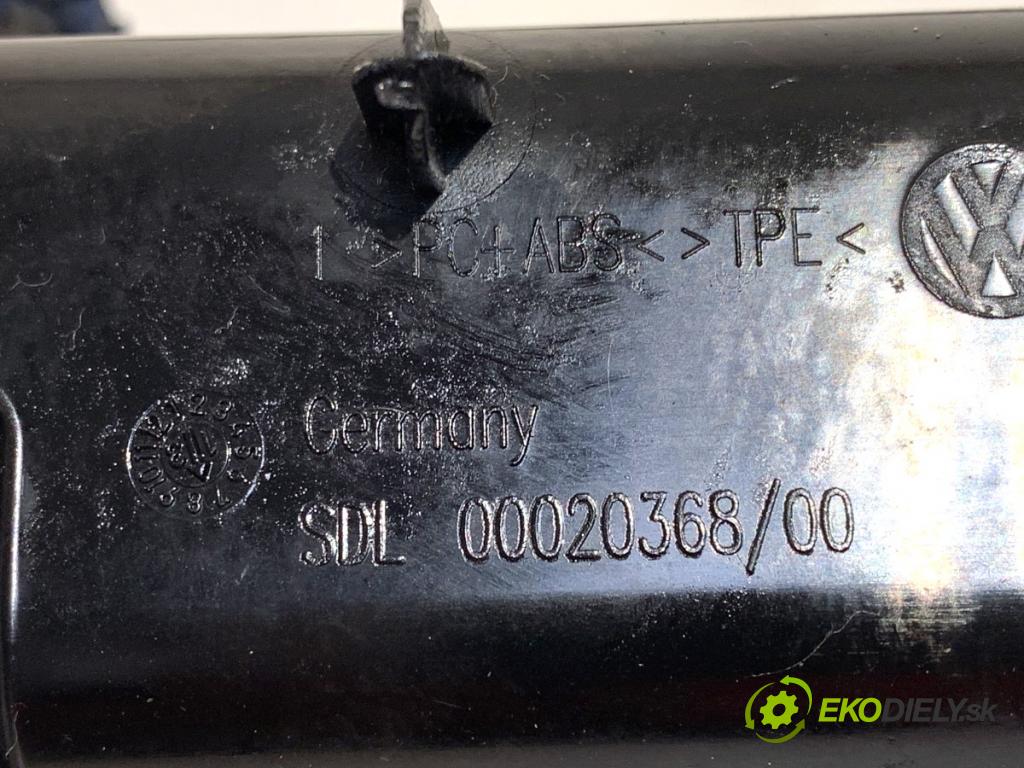 1 >PC+ABS< >TPE<
Germany
SDL 00020368/00
EKODIELY.sk